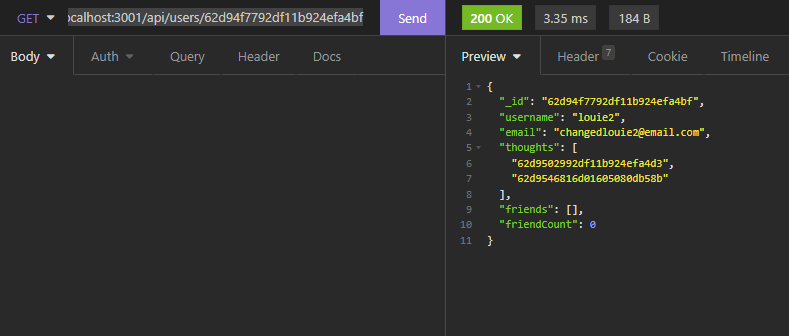 GET ocalhost:3001/api/users/62d94f7792df11b924efa4bf Send 200 OK 3.35 ms 184 B
Body Auth Query Header Docs Preview Header 7 Cookie Timeline
1 {
2 "_id": "62d94f7792df11b924efa4bf",
3 "username": "louie2",
4 "email": "changedlouie2@email.com",
5 "thoughts": [
6 "62d9502992df11b924efa4d3",
7 "62d9546816d01605080db58b"
8 ],
9 "friends": [],
10 "friendCount": 0
11 }